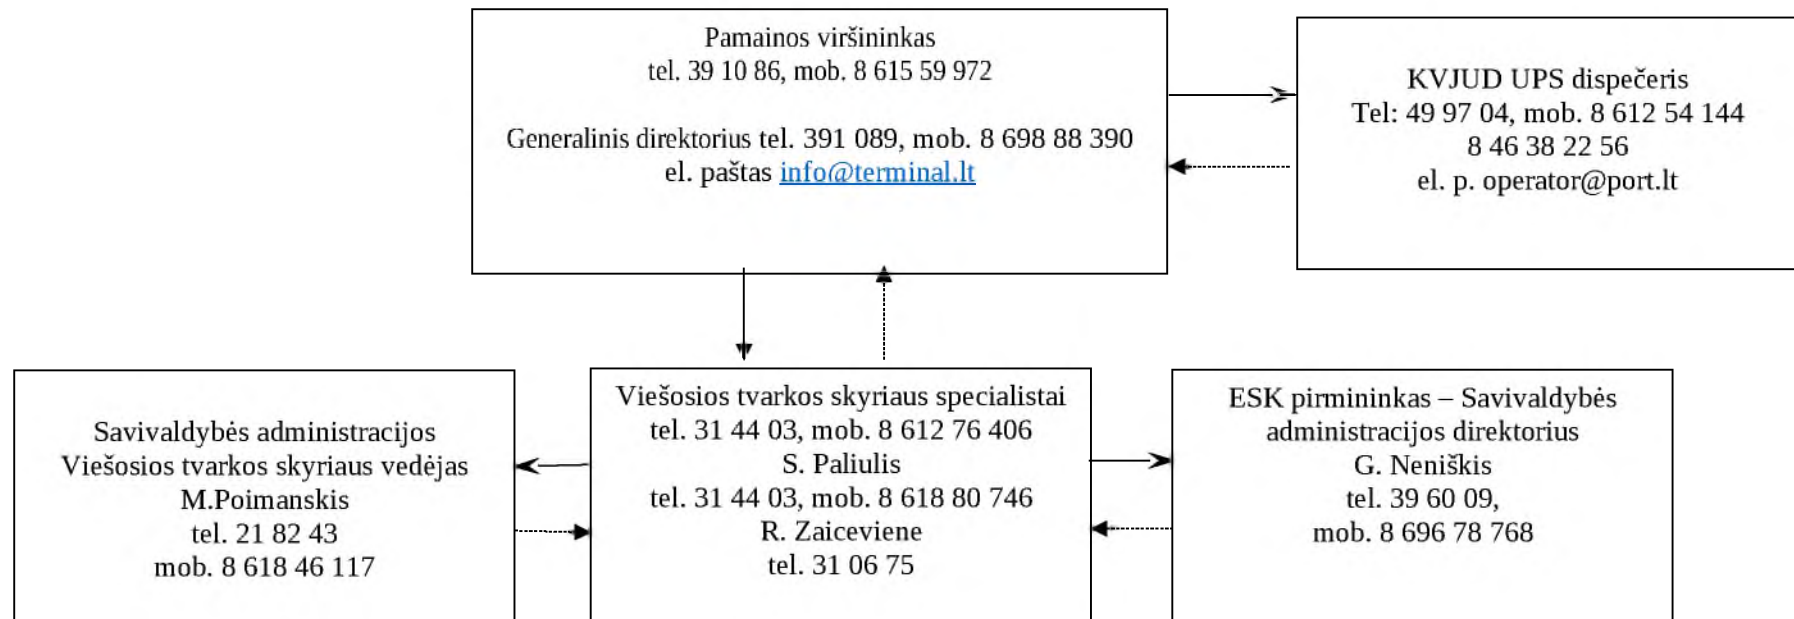 Pamainos viršininkas
tel. 39 10 86, mob. 8 615 59 972
Generalinis direktorius tel. 391 089, mob. 8 698 88 390
el. paštas info@terminal.lt
KVJUD UPS dispečeris
Tel: 49 97 04, mob. 8 612 54 144
8 46 38 22 56
el. p. operator@port.lt
Savivaldybės administracijos
Viešosios tvarkos skyriaus vedėjas
M.Poimanskis
tel. 21 82 43
mob. 8 618 46 117
Viešosios tvarkos skyriaus specialistai
tel. 31 44 03, mob. 8 612 76 406
S. Paliulis
tel. 31 44 03, mob. 8 618 80 746
R. Zaiceviene
tel. 31 06 75
ESK pirmininkas – Savivaldybės
administracijos direktorius
G. Neniškis
tel. 39 60 09,
mob. 8 696 78 768